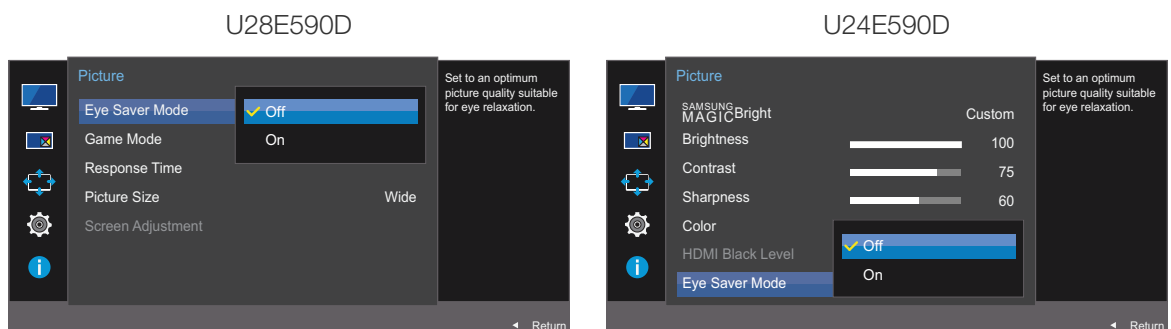 U28E590D
Picture
Eye Saver Mode
Off
Game Mode
On
Response Time
Picture Size Wide
Screen Adjustment
Set to an optimum
picture quality suitable
for eye relaxation.
Return
U24E590D
Picture
SAMSUNG
MAGIC Bright Custom
Brightness 100
Contrast 75
Sharpness 60
Color
Off
HDMI Black Level
On
Eye Saver Mode
Set to an optimum
picture quality suitable
for eye relaxation.
Return